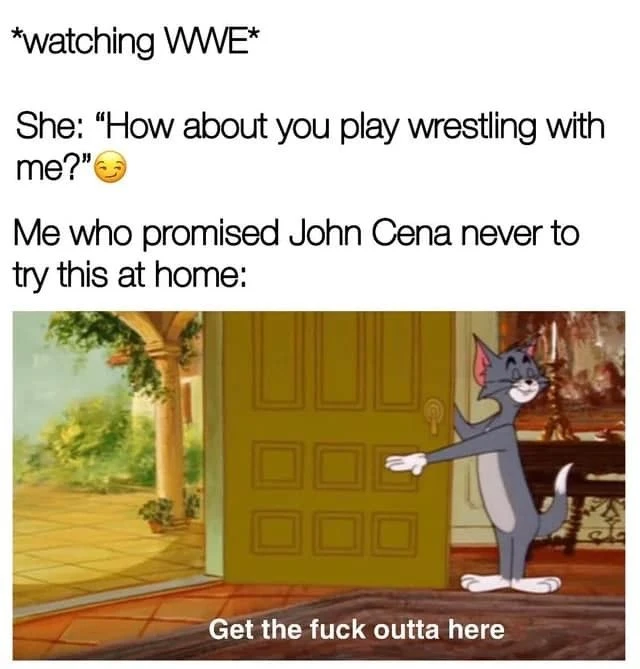 *watching WWE*
She: “How about you play wrestling with
me?”😏
Me who promised John Cena never to
try this at home:
Get the fuck outta here